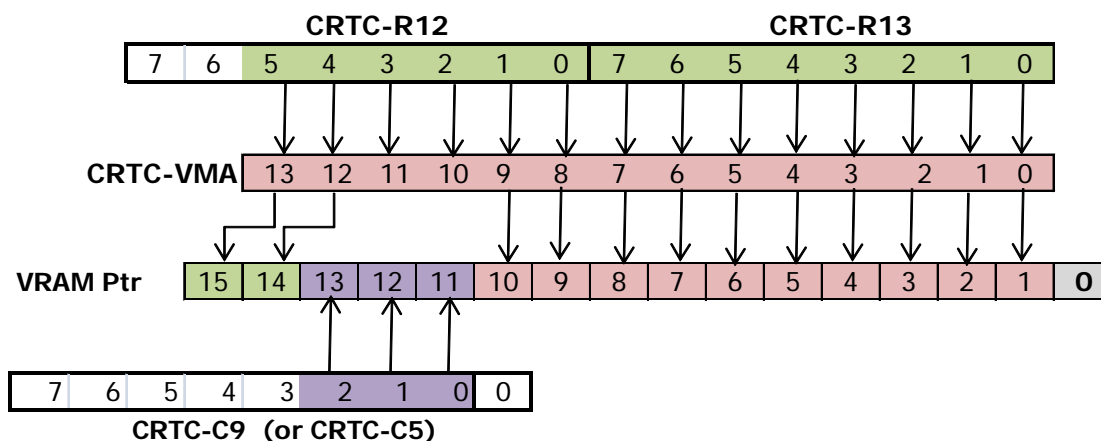 CRTC-R12 CRTC-R13
7 6 5 4 3 2 1 0 7 6 5 4 3 2 1 0
CRTC-VMA 13 12 11 10 9 8 7 6 5 4 3 2 1 0
VRAM Ptr 15 14 13 12 11 10 9 8 7 6 5 4 3 2 1 0
7 6 5 4 3 2 1 0 0
CRTC-C9 (or CRTC-C5)